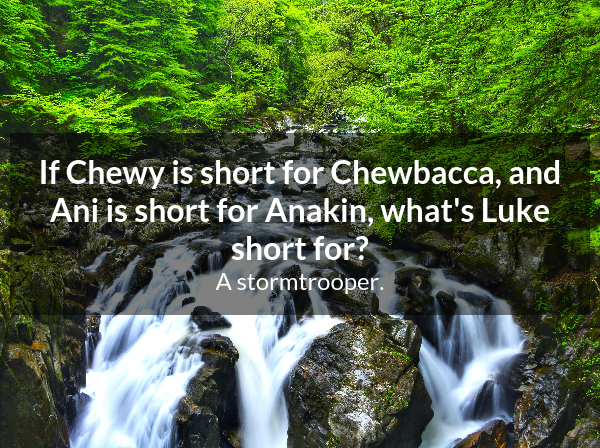 If Chewy is short for Chewbacca, and
Ani is short for Anakin, what's Luke
short for?
A stormtrooper.